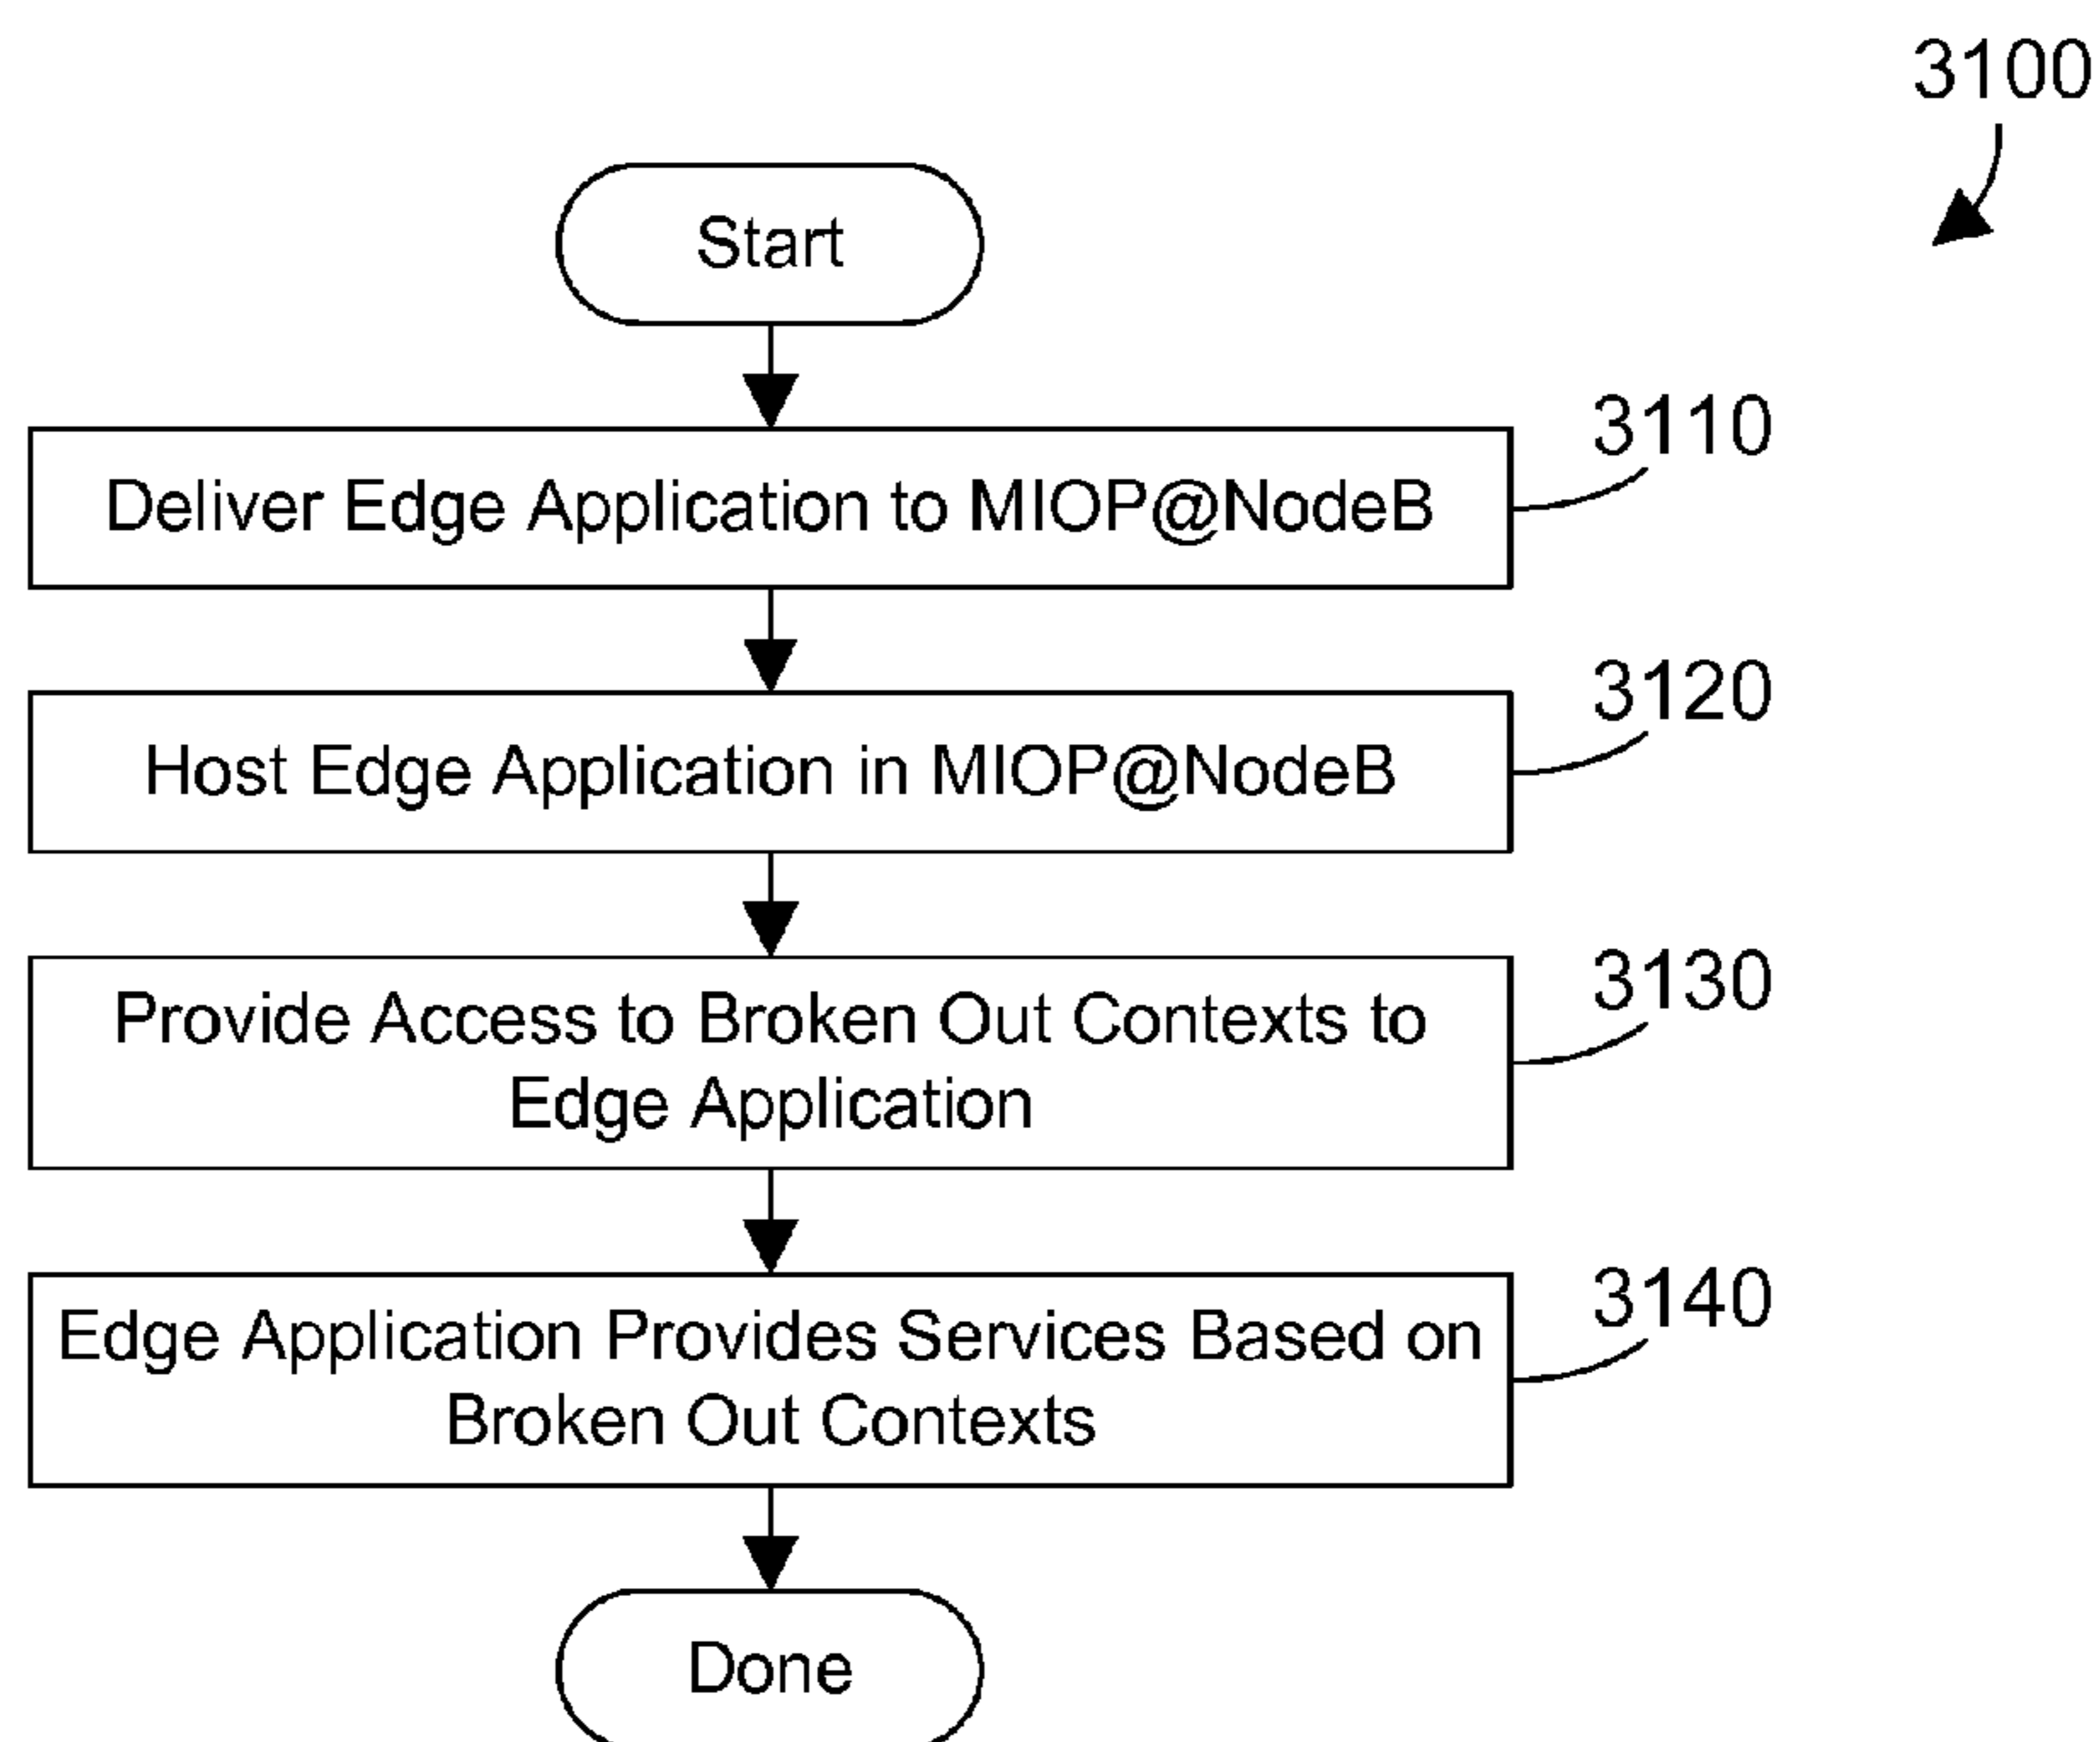 3100
Start
Deliver Edge Application to MIOP@NodeB
3110
Host Edge Application in MIOP@NodeB
3120
Provide Access to Broken Out Contexts to
Edge Application
3130
Edge Application Provides Services Based on
Broken Out Contexts
3140
Done